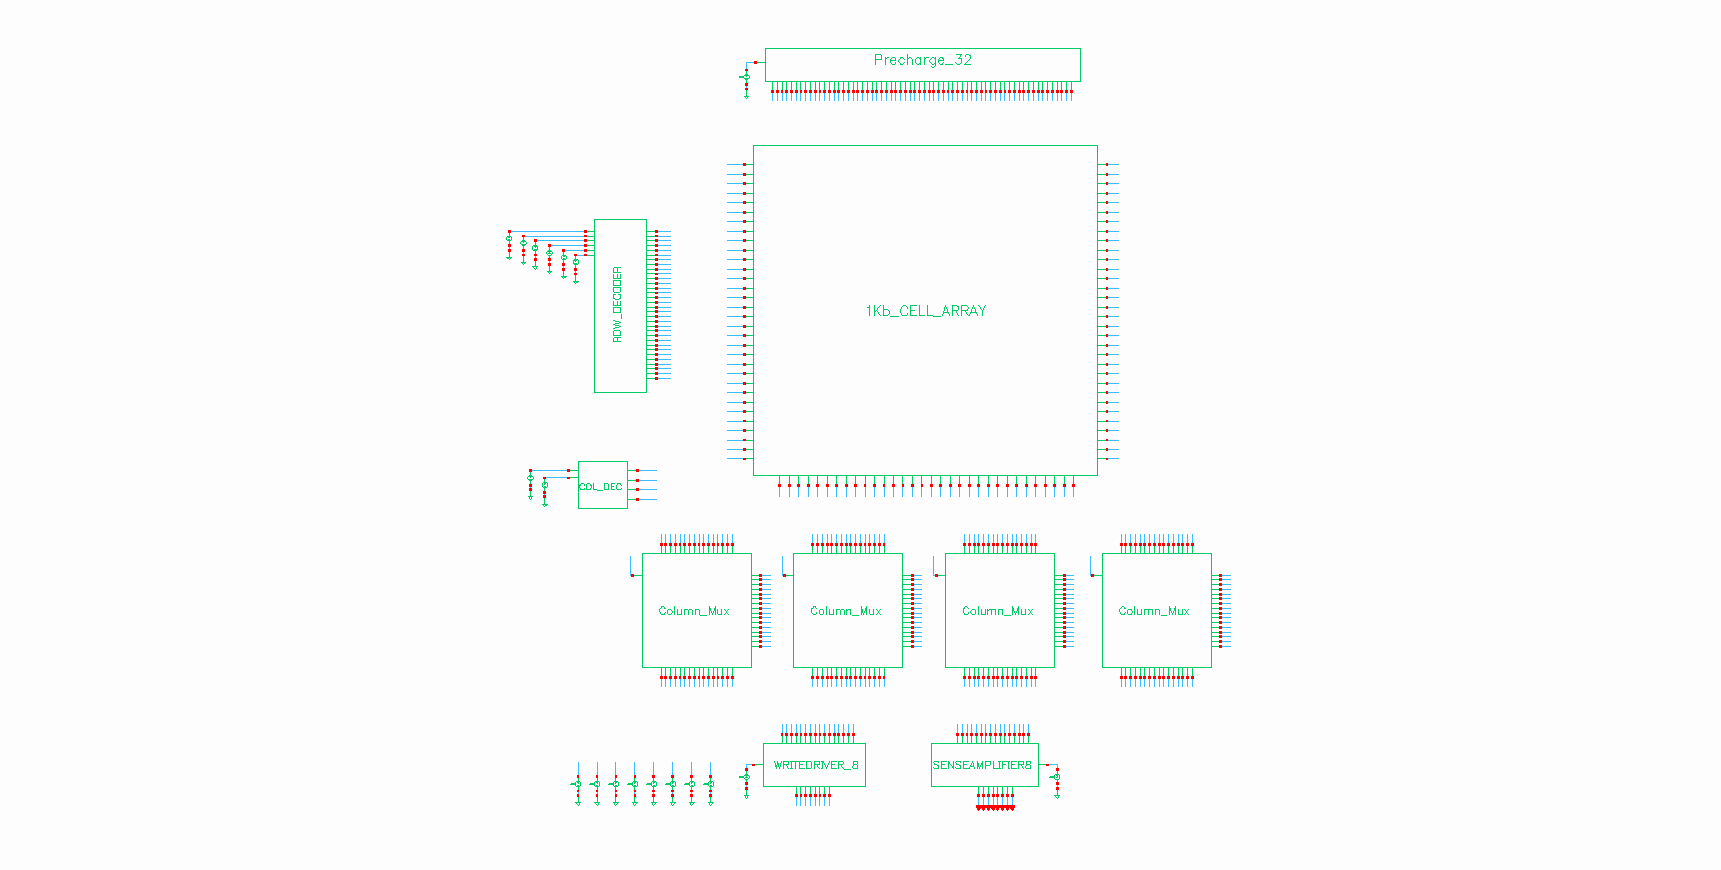 Precharge_32
1Kb_CELL_ARRAY
ROW_DECODER
COL_DEC
Column_Mux
Column_Mux
Column_Mux
Column_Mux
WRITEDRIVER_8
SENSEAMPLIFIER8